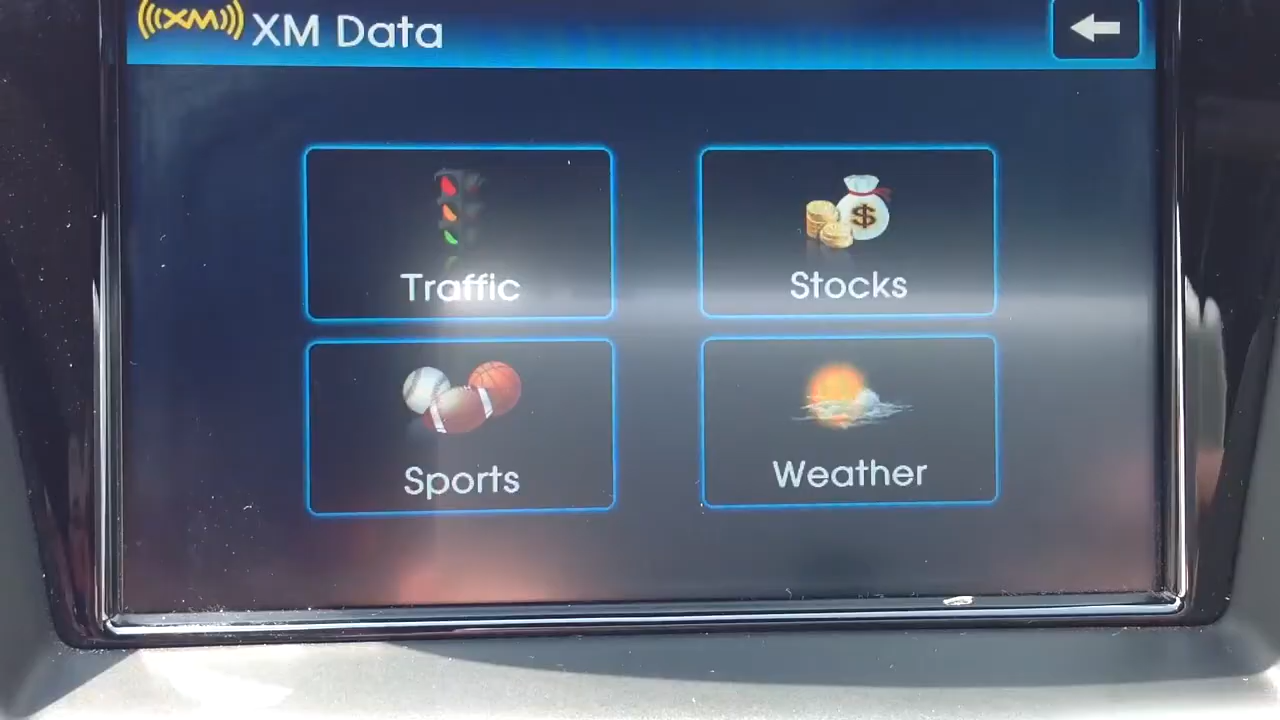 ((XM)) XM Data
Traffic
$
Stocks
Sports
Weather